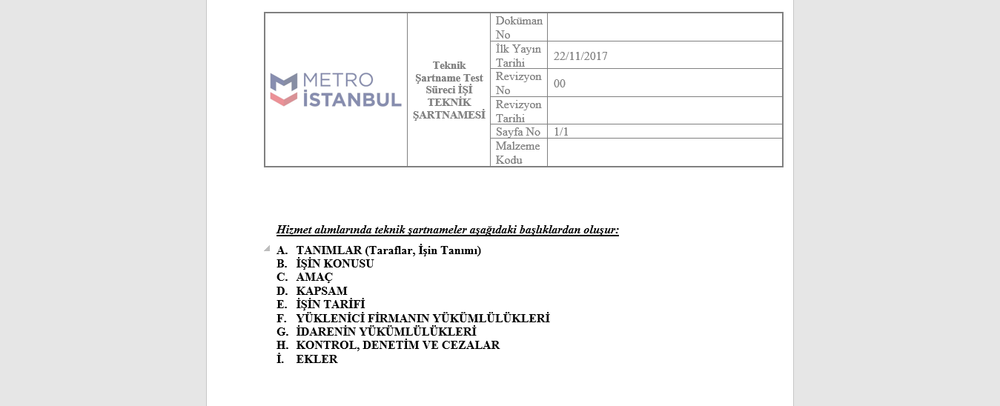 METRO
İSTANBUL
Teknik
Şartname Test
Süreci İŞİ
TEKNİK
ŞARTNAMESİ
Doküman
No
İlk Yayın
Tarihi
22/11/2017
Revizyon
No
00
Revizyon
Tarihi
Sayfa No
1/1
Malzeme
Kodu
Hizmet alımlarında teknik şartnameler aşağıdaki başlıklardan oluşur:
A. TANIMLAR (Taraflar, İşin Tanımı)
B. İŞİN KONUSU
C. AMAÇ
D. KAPSAM
E. İŞİN TARİFİ
F. YÜKLENİCİ FİRMANIN YÜKÜMLÜLÜKLERİ
G. İDARENİN YÜKÜMLÜLÜKLERİ
H. KONTROL, DENETİM VE CEZALAR
İ. EKLER